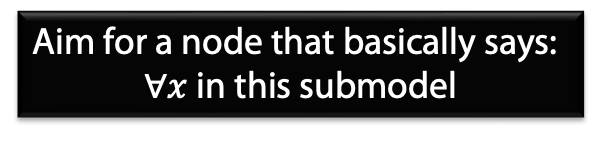 Aim for a node that basically says:
∀𝑥 in this submodel